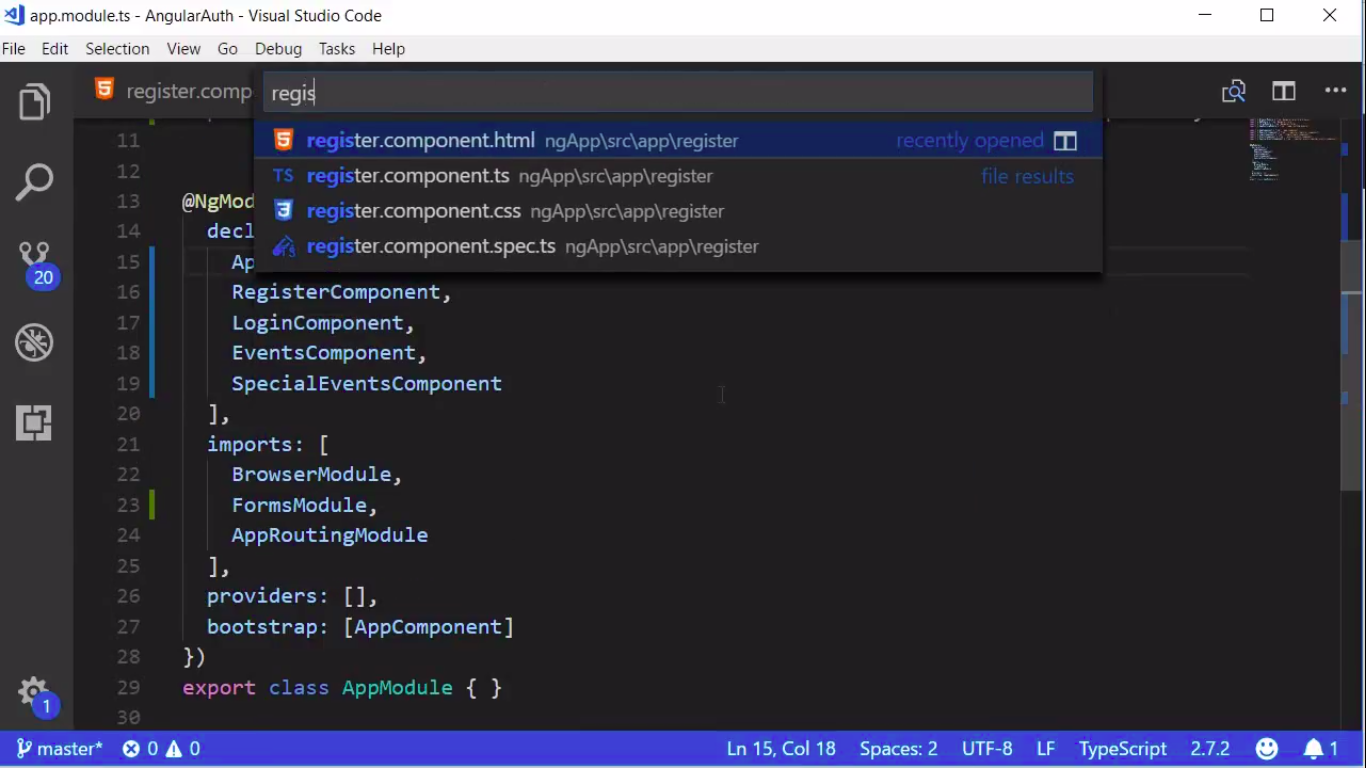 app.module.ts - AngularAuth - Visual Studio Code
File Edit Selection View Go Debug Tasks Help
register.comp
regis
register.component.html ngApp\src\app\register recently opened
register.component.ts ngApp\src\app\register file results
register.component.css ngApp\src\app\register
register.component.spec.ts ngApp\src\app\register
11
12
13 @NgMod
14 decl
15 Ap
16 RegisterComponent,
17 LoginComponent,
18 EventsComponent,
19 SpecialEventsComponent
20 ],
21 imports: [
22 BrowserModule,
23 FormsModule,
24 AppRoutingModule
25 ],
26 providers: [],
27 bootstrap: [AppComponent]
28 })
29 export class AppModule { }
30
20
1
master* 0 0 Ln 15, Col 18 Spaces: 2 UTF-8 LF TypeScript 2.7.2 1